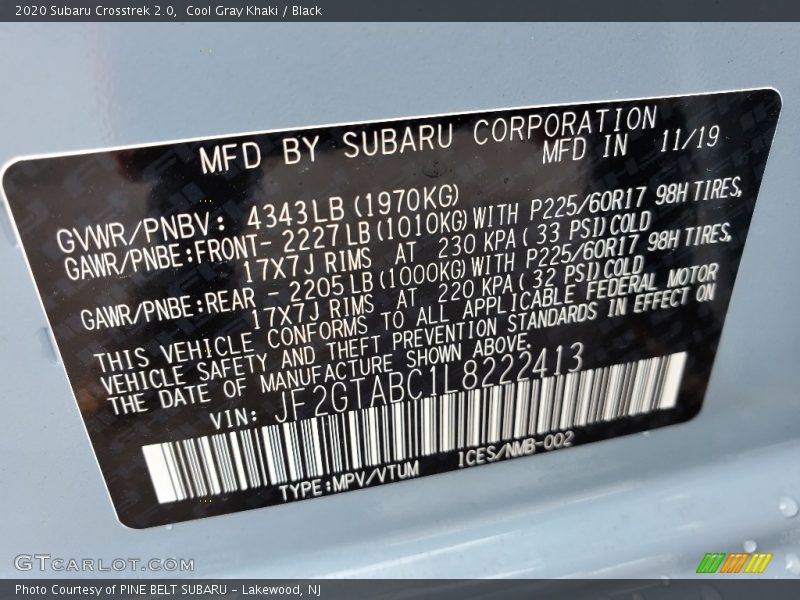 2020 Subaru Crosstrek 2.0,  Cool Gray Khaki / Black
MFD BY SUBARU CORPORATION
MFD IN 11/19
GVWR/PNBV: 4343LB (1970KG)
GAWR/PNBE:FRONT- 2227LB (1010KG) WITH P225/60R17 98H TIRES,
17X7J RIMS AT 230 KPA ( 33 PSI) COLD
GAWR/PNBE:REAR - 2205LB (1000KG) WITH P225/60R17 98H TIRES,
17X7J RIMS AT 220 KPA ( 32 PSI) COLD
THIS VEHICLE CONFORMS TO ALL APPLICABLE FEDERAL MOTOR
VEHICLE SAFETY AND THEFT PREVENTION STANDARDS IN EFFECT ON
THE DATE OF MANUFACTURE SHOWN ABOVE.
VIN: JF2GTABC1L8222413
TYPE:MPV/VTUM ICES/NMB-002
GTCARLOT.COM
Photo Courtesy of PINE BELT SUBARU - Lakewood, NJ